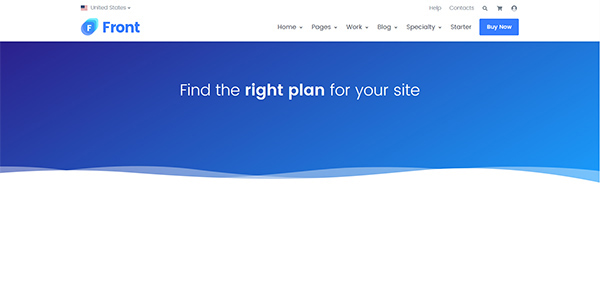 United States
Help Contacts
Front
Home Pages Work Blog Specialty Starter Buy Now
Find the right plan for your site